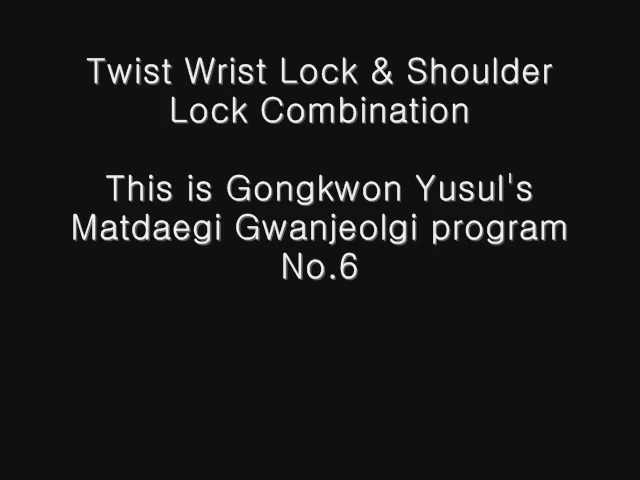 Twist Wrist Lock & Shoulder
Lock Combination
This is Gongkwon Yusul's
Matdaegi Gwanjeolgi program
No.6